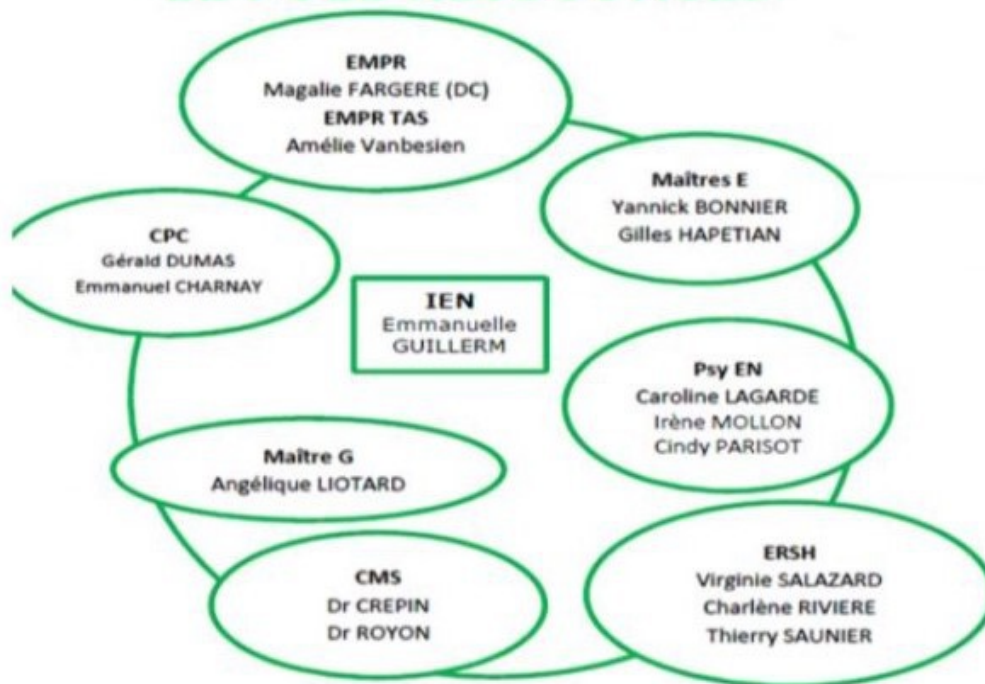 EMPR
Magalie FARGERE (DC)
EMPR TAS
Amélie Vanbesien
Maîtres E
Yannick BONNIER
Gilles HAPETIAN
CPC
Gérald DUMAS
Emmanuel CHARNAY
IEN
Emmanuelle
GUILLERM
Psy EN
Caroline LAGARDE
Irène MOLLON
Cindy PARISOT
Maître G
Angélique LIOTARD
CMS
Dr CREPIN
Dr ROYON
ERSH
Virginie SALAZARD
Charlène RIVIERE
Thierry SAUNIER